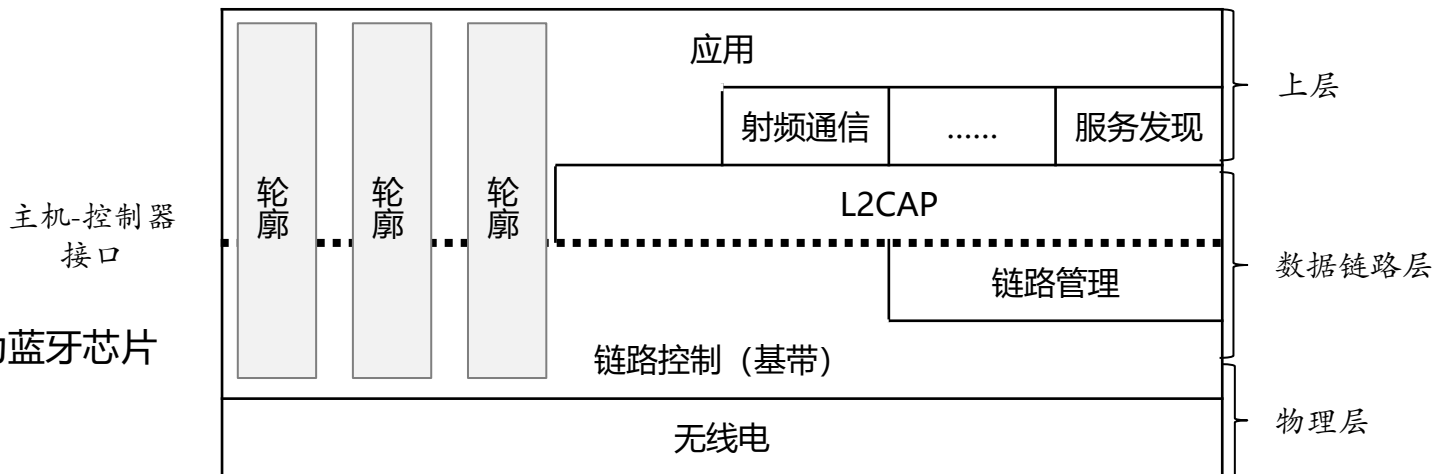 应用
上层
射频通信
......
服务发现
轮廓
轮廓
轮廓
L2CAP
主机-控制器
接口
数据链路层
链路管理
蓝牙芯片
链路控制（基带）
物理层
无线电